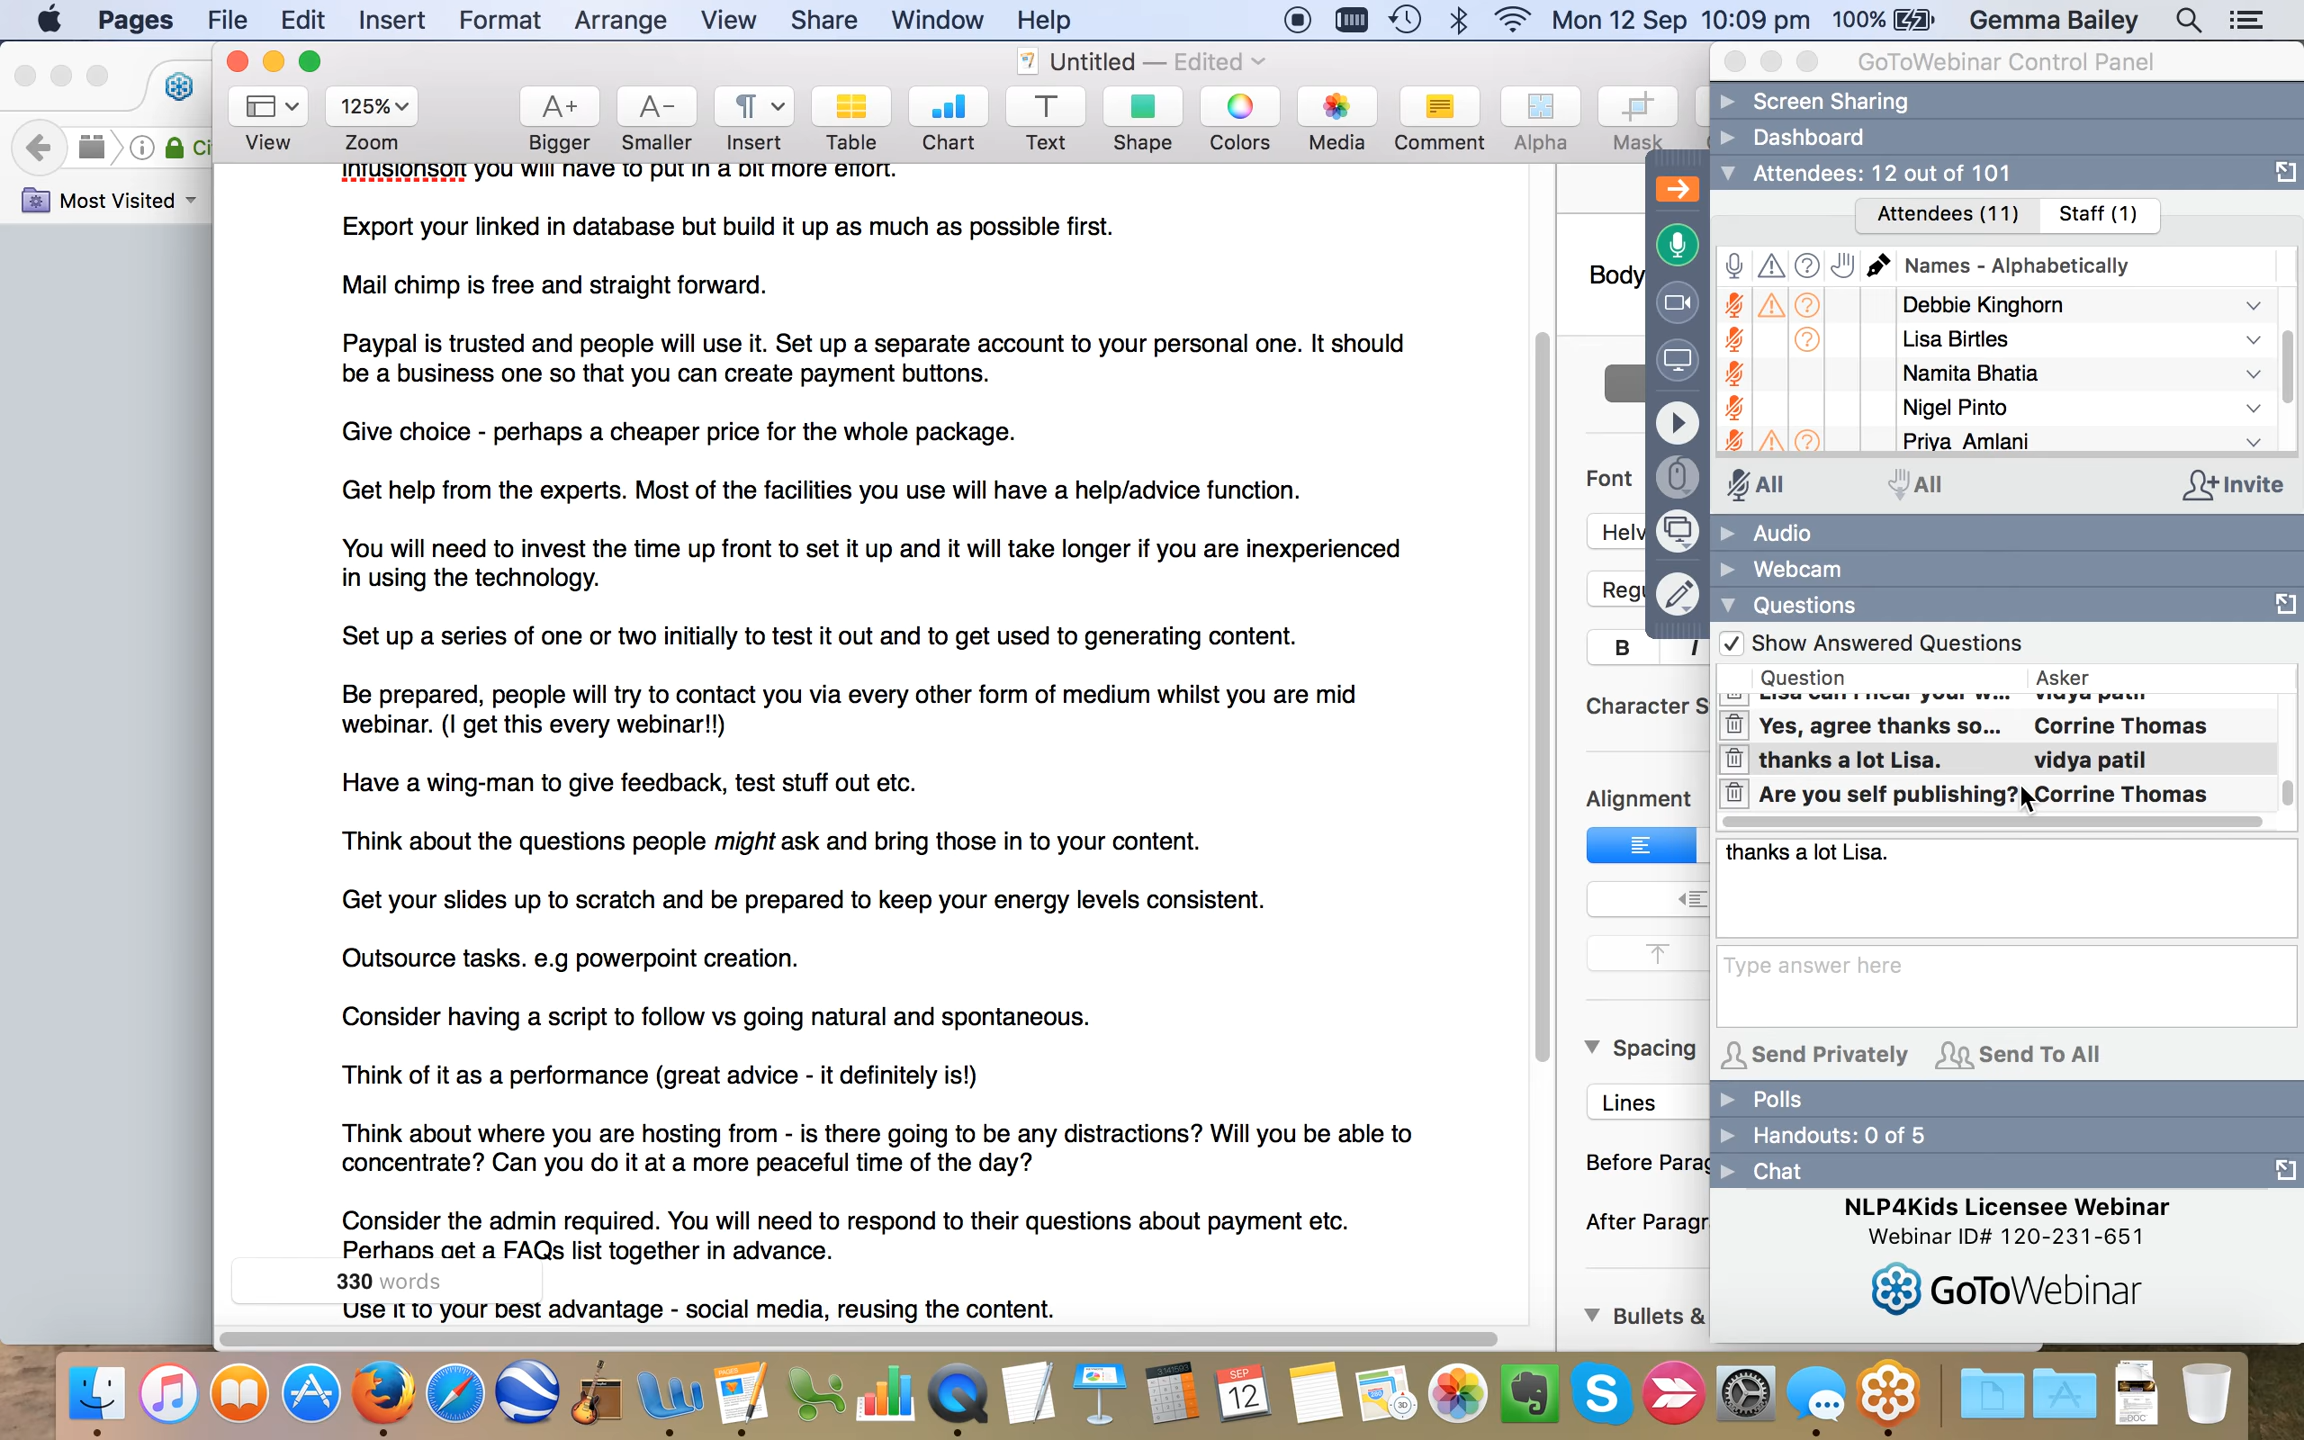 Pages File Edit Insert Format Arrange View Share Window Help Mon 12 Sep 10:09 pm 100% Gemma Bailey
Untitled — Edited
125%
View Zoom Bigger Smaller Insert Table Chart Text Shape Colors Media Comment Alpha Mask
Most Visited
infusionsoft you will have to put in a bit more effort.
Export your linked in database but build it up as much as possible first.
Mail chimp is free and straight forward.
Paypal is trusted and people will use it. Set up a separate account to your personal one. It should
be a business one so that you can create payment buttons.
Give choice - perhaps a cheaper price for the whole package.
Get help from the experts. Most of the facilities you use will have a help/advice function.
You will need to invest the time up front to set it up and it will take longer if you are inexperienced
in using the technology.
Set up a series of one or two initially to test it out and to get used to generating content.
Be prepared, people will try to contact you via every other form of medium whilst you are mid
webinar. (I get this every webinar!!)
Have a wing-man to give feedback, test stuff out etc.
Think about the questions people might ask and bring those in to your content.
Get your slides up to scratch and be prepared to keep your energy levels consistent.
Outsource tasks. e.g powerpoint creation.
Consider having a script to follow vs going natural and spontaneous.
Think of it as a performance (great advice - it definitely is!)
Think about where you are hosting from - is there going to be any distractions? Will you be able to
concentrate? Can you do it at a more peaceful time of the day?
Consider the admin required. You will need to respond to their questions about payment etc.
Perhaps get a FAQs list together in advance.
330 words
Use it to your best advantage - social media, reusing the content.
Body
Font
Helv
Regu
B I
Character S
Alignment
Spacing
Lines
Before Parag
After Paragr
Bullets &
GoToWebinar Control Panel
Screen Sharing
Dashboard
Attendees: 12 out of 101
Attendees (11) Staff (1)
Names - Alphabetically
Debbie Kinghorn
Lisa Birtles
Namita Bhatia
Nigel Pinto
Priya Amlani
All All Invite
Audio
Webcam
Questions
Show Answered Questions
Question Asker
Lisa can I hear your w... vidya patil
Yes, agree thanks so... Corrine Thomas
thanks a lot Lisa. vidya patil
Are you self publishing? Corrine Thomas
thanks a lot Lisa.
Type answer here
Send Privately Send To All
Polls
Handouts: 0 of 5
Chat
NLP4Kids Licensee Webinar
Webinar ID# 120-231-651
GoToWebinar
SEP
12